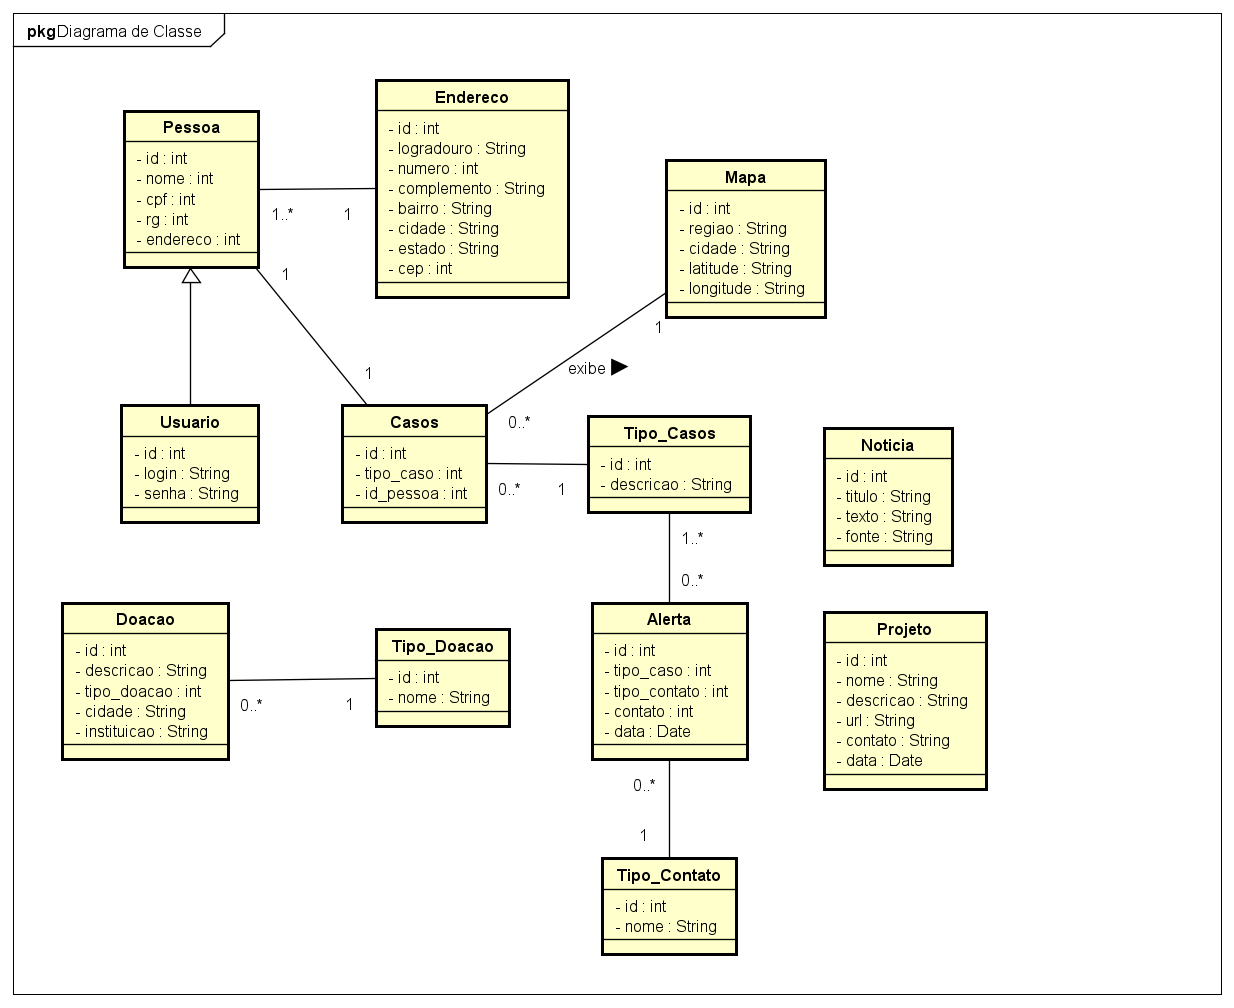 pkg Diagrama de Classe
Pessoa
- id : int
- nome : int
- cpf : int
- rg : int
- endereco : int
Endereco
- id : int
- logradouro : String
- numero : int
- complemento : String
- bairro : String
- cidade : String
- estado : String
- cep : int
Mapa
- id : int
- regiao : String
- cidade : String
- latitude : String
- longitude : String
1..*
1
1
1
1
exibe
0..*
Usuario
- id : int
- login : String
- senha : String
Casos
- id : int
- tipo_caso : int
- id_pessoa : int
0..*
1
Tipo_Casos
- id : int
- descricao : String
Noticia
- id : int
- titulo : String
- texto : String
- fonte : String
1..*
0..*
Doacao
- id : int
- descricao : String
- tipo_doacao : int
- cidade : String
- instituicao : String
0..*
1
Tipo_Doacao
- id : int
- nome : String
Alerta
- id : int
- tipo_caso : int
- tipo_contato : int
- contato : int
- data : Date
Projeto
- id : int
- nome : String
- descricao : String
- url : String
- contato : String
- data : Date
0..*
1
Tipo_Contato
- id : int
- nome : String